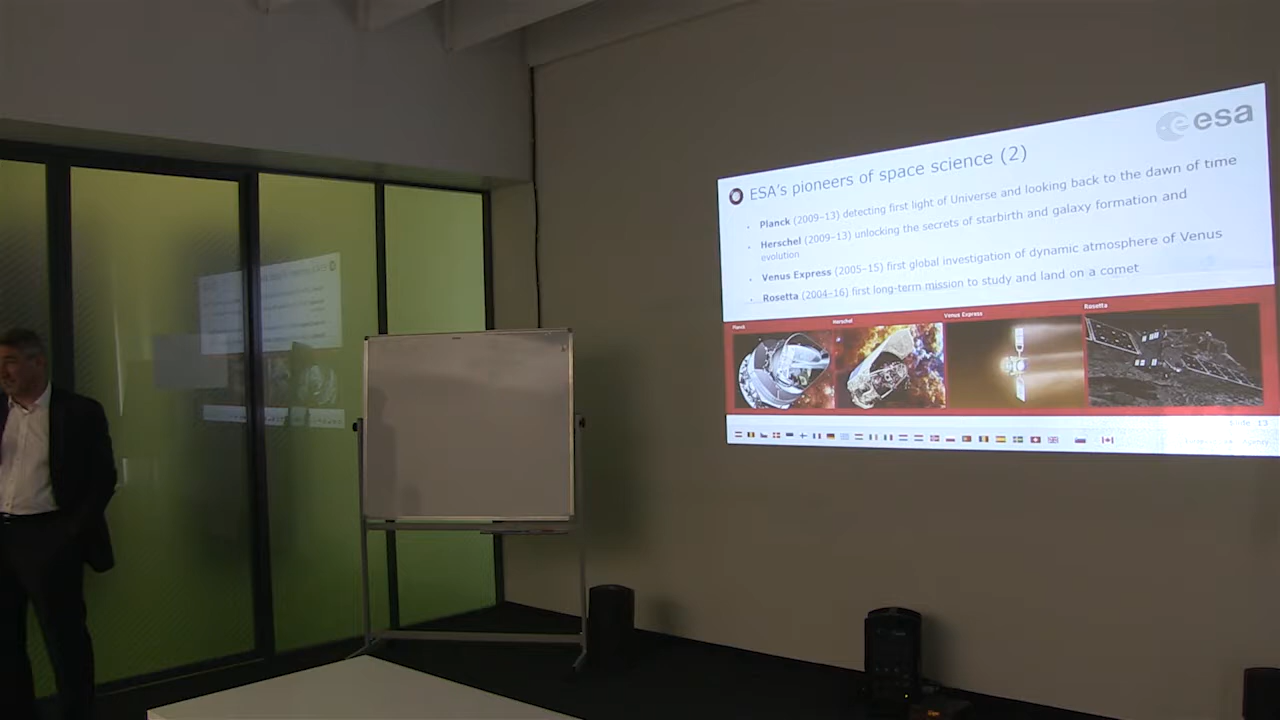 esa
ESA's pioneers of space science (2)
Planck (2009–13) detecting first light of Universe and looking back to the dawn of time
Herschel (2009–13) unlocking the secrets of starbirth and galaxy formation and
evolution
Venus Express (2005–15) first global investigation of dynamic atmosphere of Venus
Rosetta (2004–16) first long-term mission to study and land on a comet
Planck Herschel Venus Express Rosetta
Slide 13